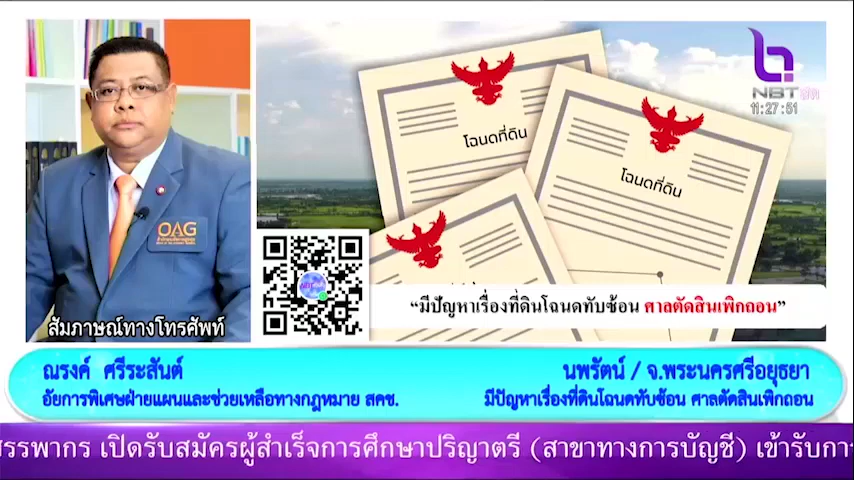 NBT
11:27:51
โฉนดที่ดิน
โฉนดที่ดิน
OAG
สัมภาษณ์ทางโทรศัพท์
“มีปัญหาเรื่องที่ดินโฉนดทับซ้อน ศาลตัดสินเพิกถอน”
ณรงค์ ศรีระสันต์
นพรัตน์ / จ.พระนครศรีอยุธยา
อัยการพิเศษฝ่ายแผนและช่วยเหลือทางกฎหมาย สคช.
มีปัญหาเรื่องที่ดินโฉนดทับซ้อน ศาลตัดสินเพิกถอน
สรรพากร เปิดรับสมัครผู้สำเร็จการศึกษาปริญาตรี (สาขาทางการบัญชี) เข้ารับกา